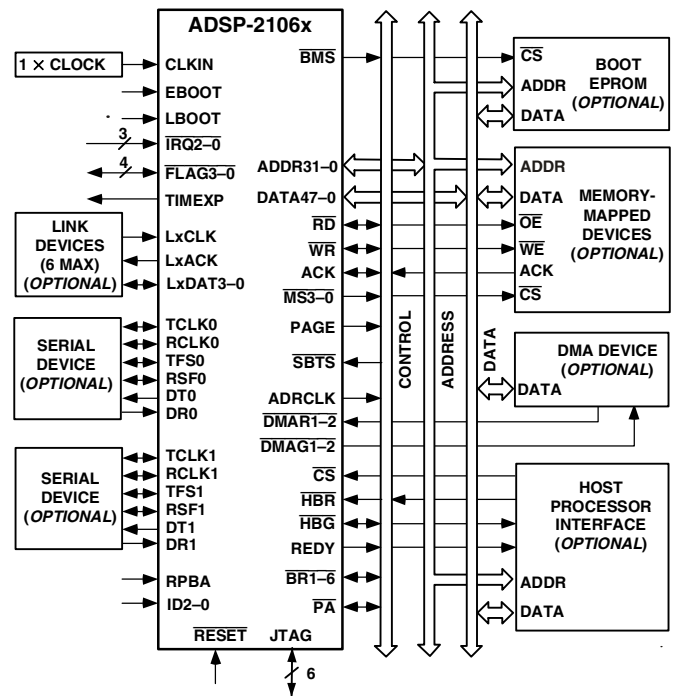 ADSP-2106x
1 × CLOCK
CLKIN
EBOOT
LBOOT
3
IRQ2–0
4
FLAG3–0
TIMEXP
LINK
DEVICES
(6 MAX)
(OPTIONAL)
LxCLK
LxACK
LxDAT3–0
SERIAL
DEVICE
(OPTIONAL)
TCLK0
RCLK0
TFS0
RSF0
DT0
DR0
SERIAL
DEVICE
(OPTIONAL)
TCLK1
RCLK1
TFS1
RSF1
DT1
DR1
RPBA
ID2–0
RESET
JTAG
6
BMS
ADDR31–0
DATA47–0
RD
WR
ACK
MS3–0
PAGE
SBTS
ADRCLK
DMAR1–2
DMAG1–2
CS
HBR
HBG
REDY
BR1–6
PA
CONTROL
ADDRESS
DATA
CS
ADDR
DATA
BOOT
EPROM
(OPTIONAL)
ADDR
DATA
OE
WE
ACK
CS
MEMORY-
MAPPED
DEVICES
(OPTIONAL)
DMA DEVICE
(OPTIONAL)
DATA
HOST
PROCESSOR
INTERFACE
(OPTIONAL)
ADDR
DATA